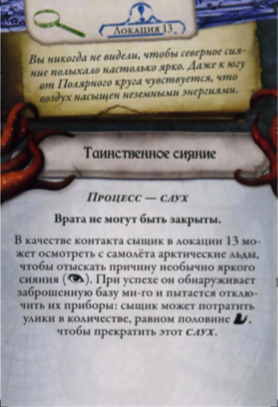 Локация 13
Вы никогда не видели, чтобы северное сия-
ние полыхало настолько ярко. Даже к югу
от Полярного круга чувствуется, что
воздух насыщен неземными энергиями.
Таинственное сияние
Процесс — слух
Врата не могут быть закрыты.
В качестве контакта сыщик в локации 13 мо-
жет осмотреть с самолёта арктические льды,
чтобы отыскать причину необычно яркого
сияния ( ). При успехе он обнаруживает
заброшенную базу ми-го и пытается отклю-
чить их приборы: сыщик может потратить
улики в количестве, равном половине ,
чтобы прекратить этот слух.